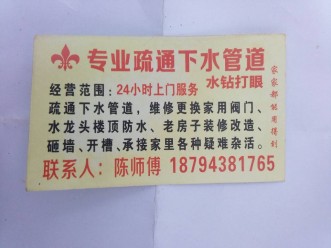 专业疏通下水管道
水钻打眼
经营范围：24小时上门服务
疏通下水管道，维修更换家用阀门、
水龙头楼顶防水、老房子装修改造、
砸墙、开槽、承接家里各种疑难杂活。
联系人：陈师傅 18794381765
家家都能用得到